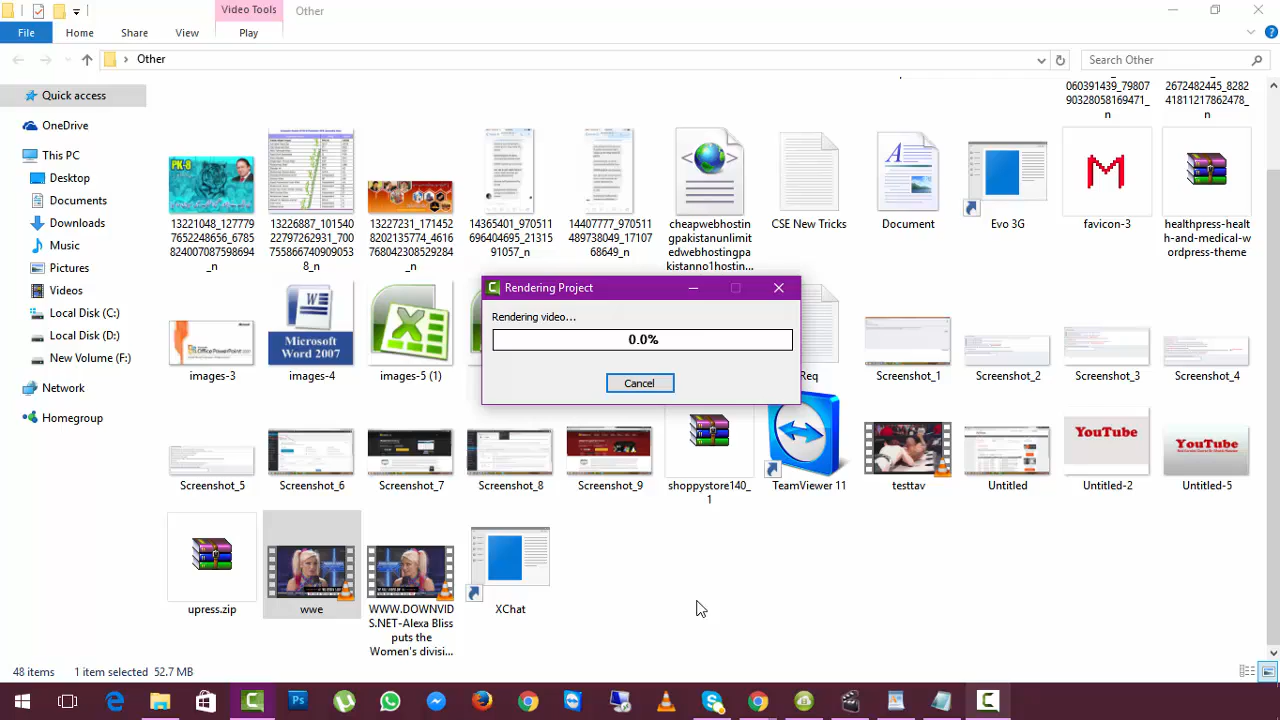 Video Tools
Other
File
Home
Share
View
Play
Other
Search Other
Quick access
OneDrive
This PC
Desktop
Documents
Downloads
Music
Pictures
Videos
Local Disk (C:)
Local Disk (D:)
New Volume (F:)
Network
Homegroup
060391439_79807
90328058169471_
n
2672482445_8282
41811217862478_
n
PK-8
13221048_127779
7652248656_6785
824007087598694
_n
13226887_101540
22797262931_700
755866740909053
8_n
13227231_171452
8202135774_4616
768042308529284
_n
14365401_970511
696404695_21315
91057_n
14407777_970511
489738049_17107
68649_n
cheapwebhosting
pakistanunlimit
edwebhostingpa
kistanno1hostin...
CSE New Tricks
Document
Evo 3G
favicon-3
healthpress-healt
h-and-medical-w
ordpress-theme
Rendering Project
Rendering video...
0.0%
Cancel
images-3
Microsoft
Word 2007
images-4
images-5 (1)
Req
Screenshot_1
Screenshot_2
Screenshot_3
Screenshot_4
Screenshot_5
Screenshot_6
Screenshot_7
Screenshot_8
Screenshot_9
shoppystore140_
1
TeamViewer 11
testtav
Untitled
YouTube
Untitled-2
YouTube
Untitled-5
upress.zip
wwe
WWW.DOWNVID
S.NET-Alexa Bliss
puts the
Women's divisi...
XChat
48 items
1 item selected 52.7 MB
Ps